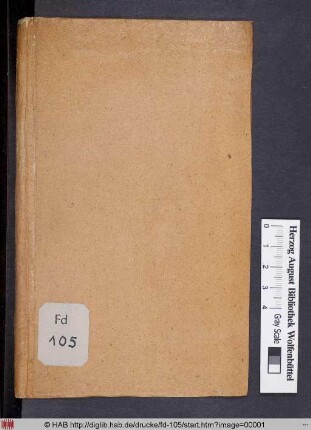 Fd
105
Herzog August Bibliothek Wolfenbüttel
0 1 2 3 4
Gray Scale
© HAB http://diglib.hab.de/drucke/fd-105/start.htm?image=00001